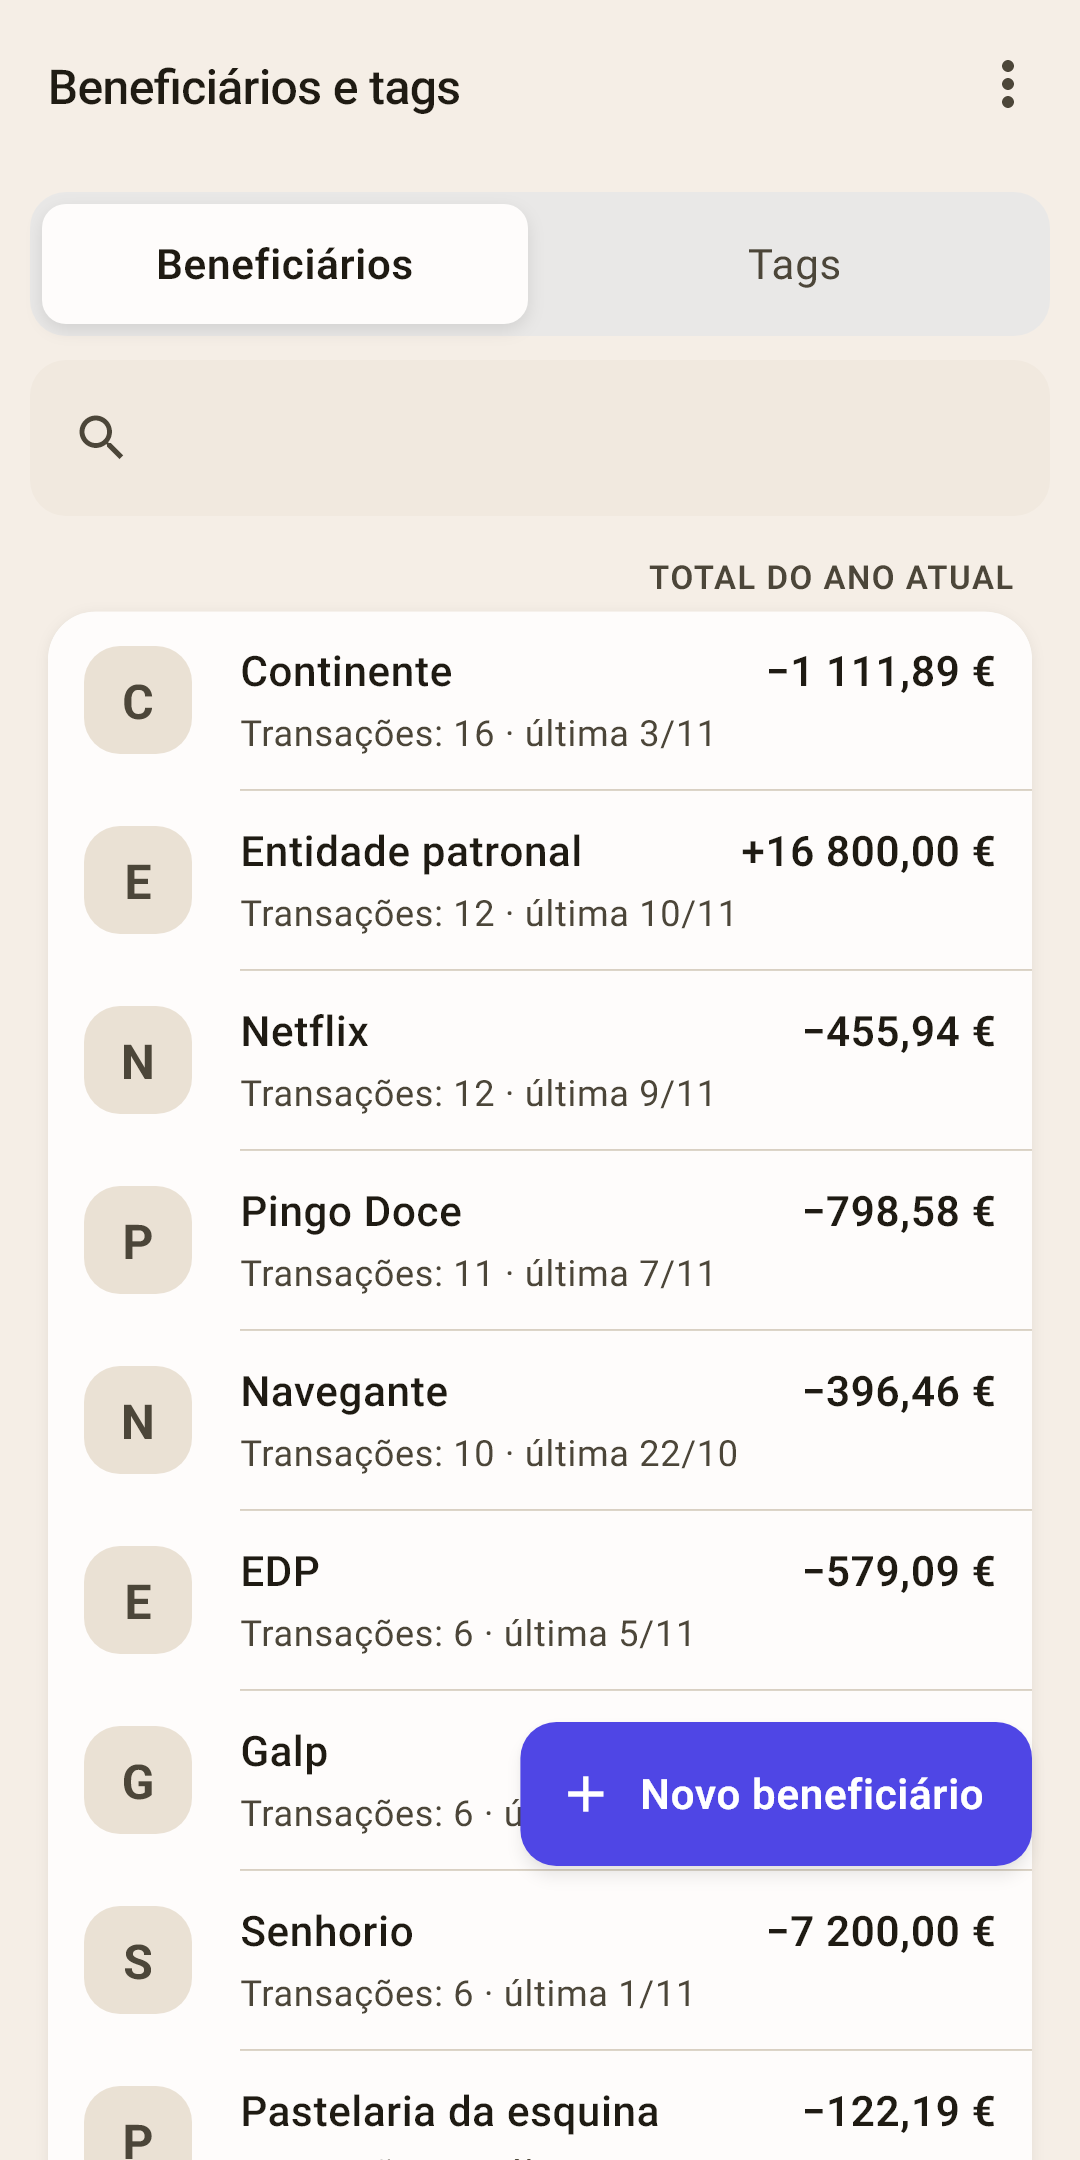 Beneficiários e tags
Beneficiários
Tags
TOTAL DO ANO ATUAL
C
Continente
−1 111,89 €
Transações: 16 · última 3/11
E
Entidade patronal
+16 800,00 €
Transações: 12 · última 10/11
N
Netflix
−455,94 €
Transações: 12 · última 9/11
P
Pingo Doce
−798,58 €
Transações: 11 · última 7/11
N
Navegante
−396,46 €
Transações: 10 · última 22/10
E
EDP
−579,09 €
Transações: 6 · última 5/11
G
Galp
Transações: 6 ·
Novo beneficiário
S
Senhorio
−7 200,00 €
Transações: 6 · última 1/11
P
Pastelaria da esquina
−122,19 €